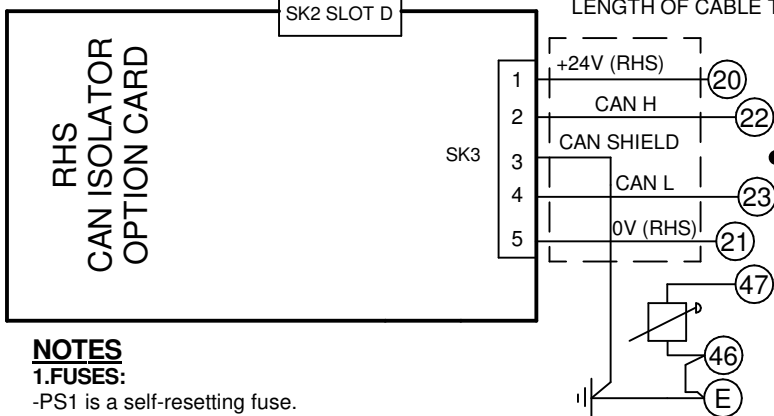 SK2 SLOT D
LENGTH OF CABLE T
RHS
CAN ISOLATOR
OPTION CARD
SK3
1
+24V (RHS)
20
2
CAN H
22
3
CAN SHIELD
4
CAN L
23
5
0V (RHS)
21
47
46
E
NOTES
1.FUSES:
-PS1 is a self-resetting fuse.